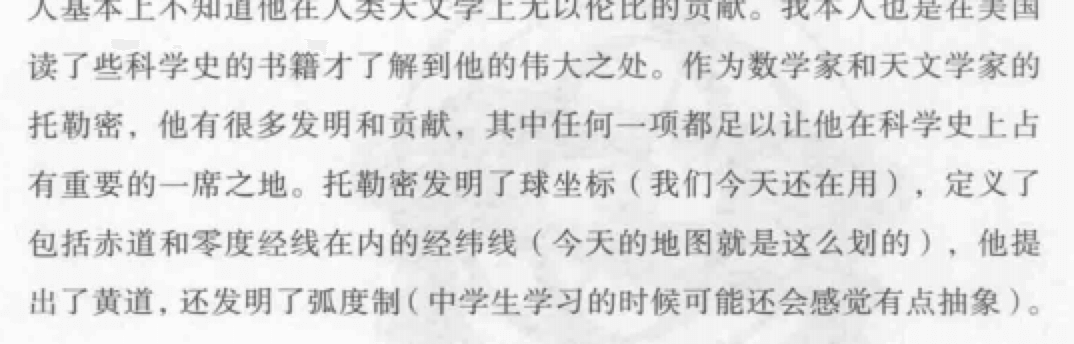 人基本上不知道他在人类天文学上无以伦比的贡献。我本人也是在美国
读了些科学史的书籍才了解到他的伟大之处。作为数学家和天文学家的
托勒密，他有很多发明和贡献，其中任何一项都足以让他在科学史上占
有重要的一席之地。托勒密发明了球坐标（我们今天还在用），定义了
包括赤道和零度经线在内的经纬线（今天的地图就是这么划的），他提
出了黄道，还发明了弧度制（中学生学习的时候可能还会感觉有点抽象）。